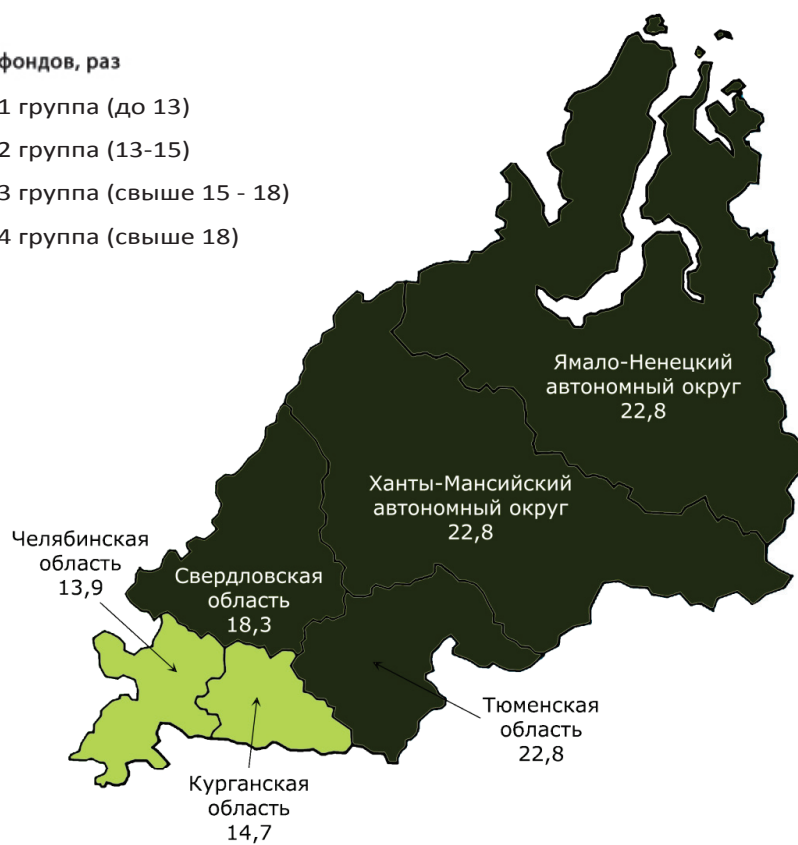 фондов, раз
1 группа (до 13)
2 группа (13-15)
3 группа (свыше 15 - 18)
4 группа (свыше 18)
Ямало-Ненецкий
автономный округ
22,8
Ханты-Мансийский
автономный округ
22,8
Челябинская
область
13,9
Свердловская
область
18,3
Тюменская
область
22,8
Курганская
область
14,7